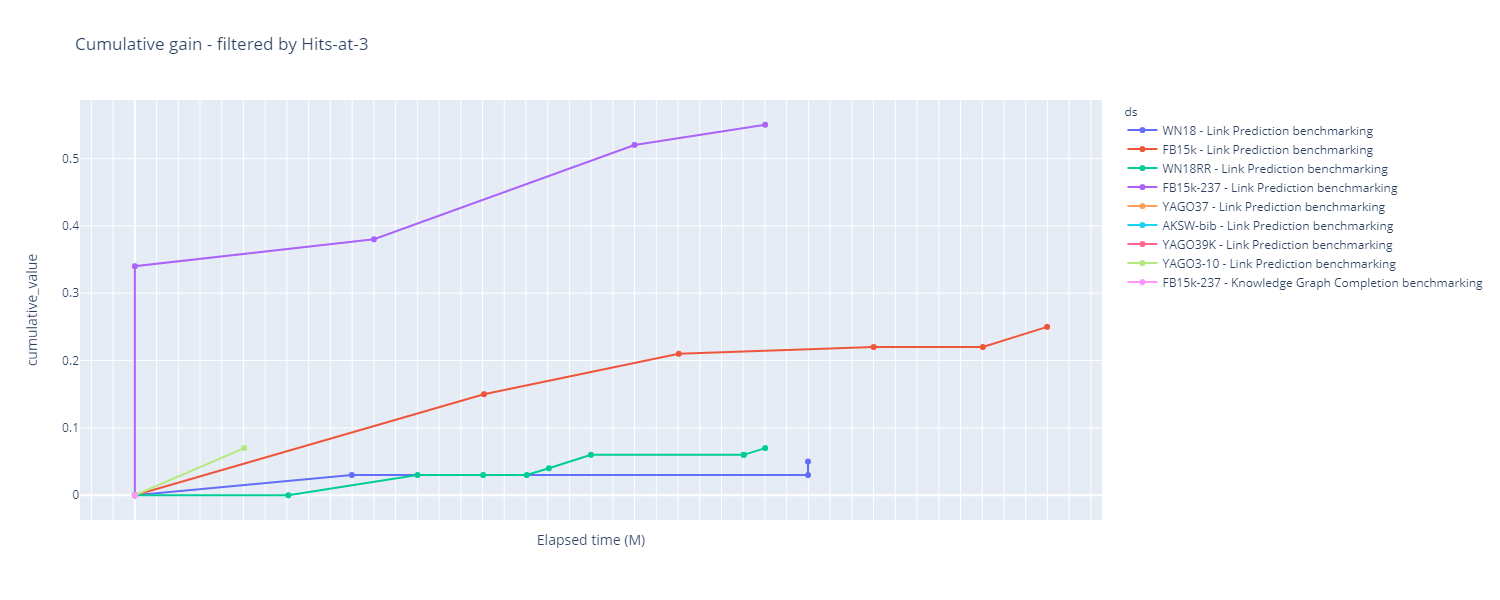 Cumulative gain - filtered by Hits-at-3
ds
WN18 - Link Prediction benchmarking
FB15k - Link Prediction benchmarking
WN18RR - Link Prediction benchmarking
FB15k-237 - Link Prediction benchmarking
YAGO37 - Link Prediction benchmarking
AKSW-bib - Link Prediction benchmarking
YAGO39K - Link Prediction benchmarking
YAGO3-10 - Link Prediction benchmarking
FB15k-237 - Knowledge Graph Completion benchmarking
cumulative_value
0.5
0.4
0.3
0.2
0.1
0
Elapsed time (M)